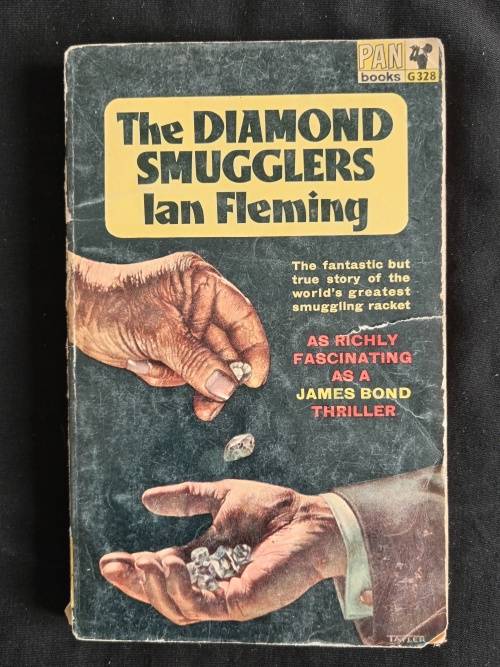 PAN
books G328
The DIAMOND
SMUGGLERS
Ian Fleming
The fantastic but
true story of the
world's greatest
smuggling racket
AS RICHLY
FASCINATING
AS A
JAMES BOND
THRILLER
TAYLER